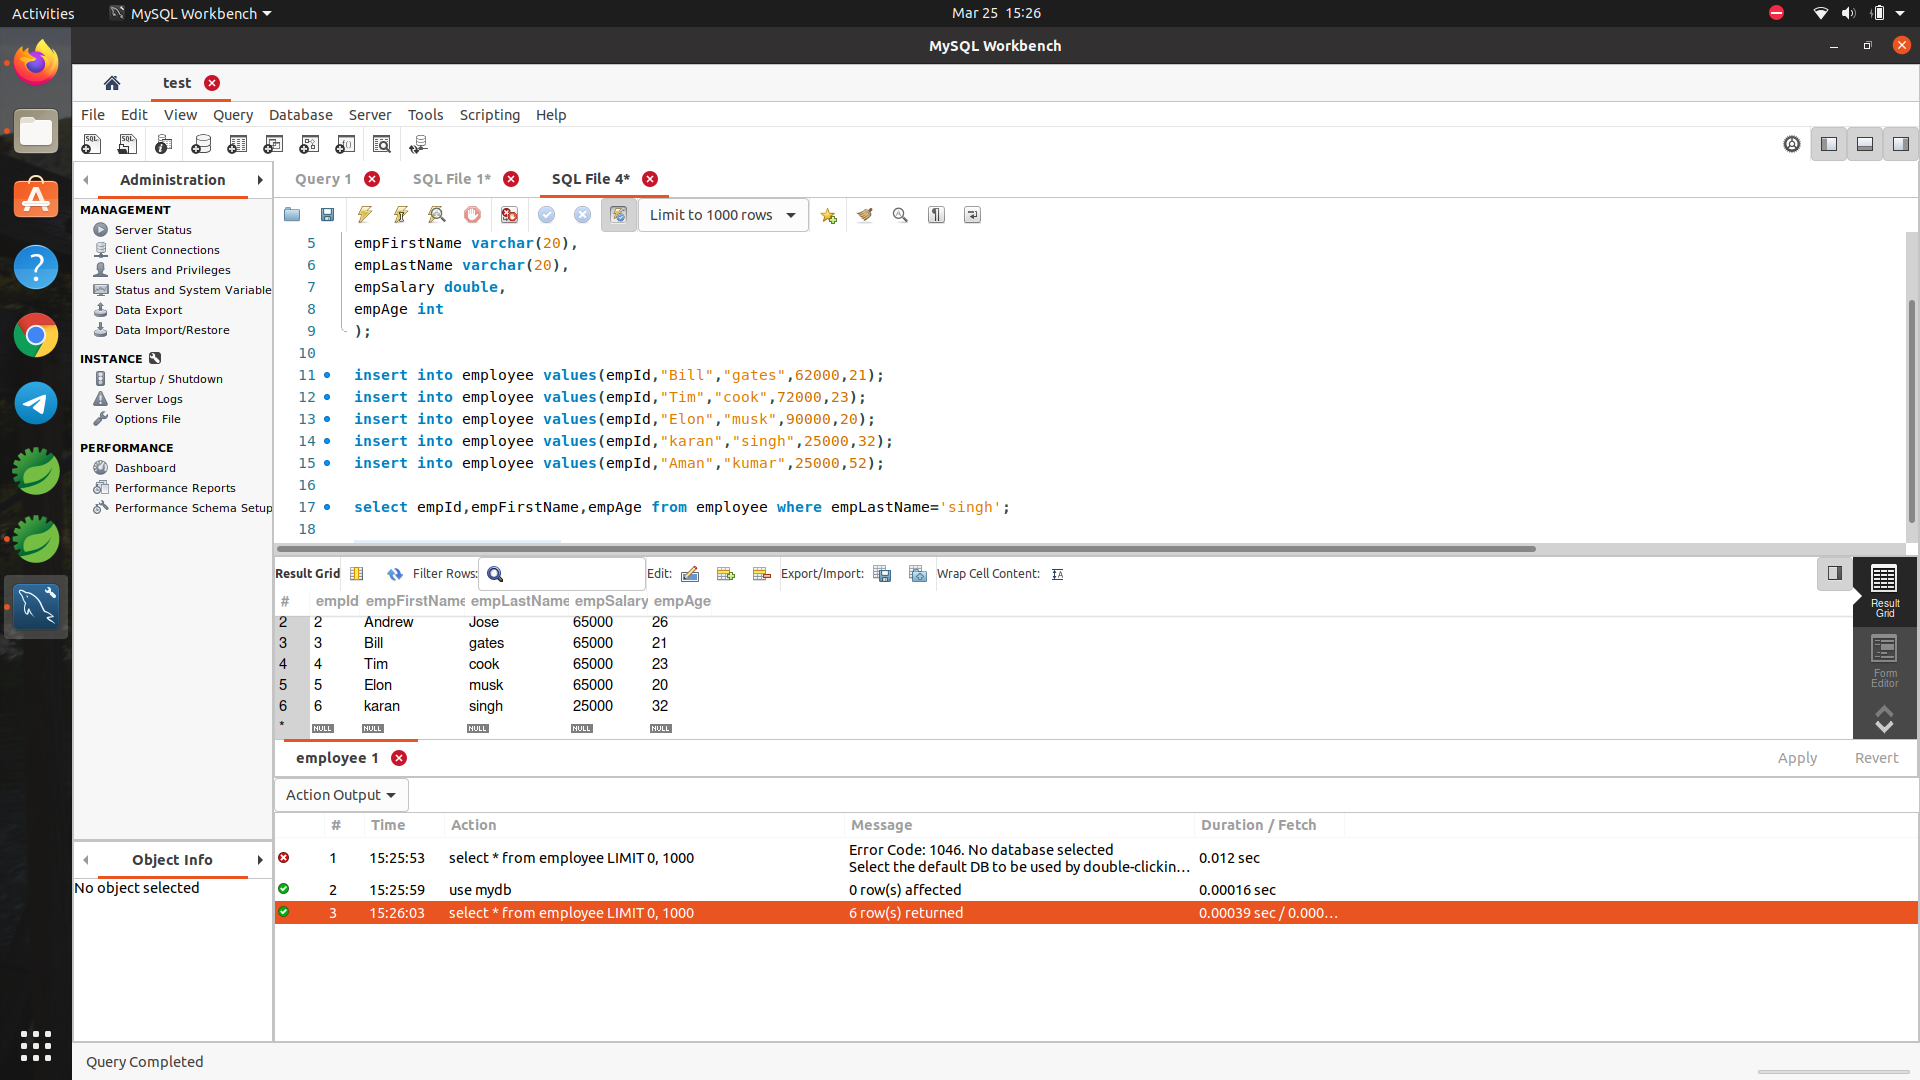 Activities
MySQL Workbench
Mar 25 15:26
MySQL Workbench
test
File Edit View Query Database Server Tools Scripting Help
Administration
MANAGEMENT
Server Status
Client Connections
Users and Privileges
Status and System Variable
Data Export
Data Import/Restore
INSTANCE
Startup / Shutdown
Server Logs
Options File
PERFORMANCE
Dashboard
Performance Reports
Performance Schema Setup
Object Info
No object selected
Query 1
SQL File 1*
SQL File 4*
Limit to 1000 rows
5 empFirstName varchar(20),
6 empLastName varchar(20),
7 empSalary double,
8 empAge int
9 );
10
11 insert into employee values(empId,"Bill","gates",62000,21);
12 insert into employee values(empId,"Tim","cook",72000,23);
13 insert into employee values(empId,"Elon","musk",90000,20);
14 insert into employee values(empId,"karan","singh",25000,32);
15 insert into employee values(empId,"Aman","kumar",25000,52);
16
17 select empId,empFirstName,empAge from employee where empLastName='singh';
18
Result Grid Filter Rows: Edit: Export/Import: Wrap Cell Content:
# empId empFirstName empLastName empSalary empAge
2 2 Andrew Jose 65000 26
3 3 Bill gates 65000 21
4 4 Tim cook 65000 23
5 5 Elon musk 65000 20
6 6 karan singh 25000 32
* NULL NULL NULL NULL NULL
Result
Grid
Form
Editor
employee 1
Apply Revert
Action Output
# Time Action Message Duration / Fetch
1 15:25:53 select * from employee LIMIT 0, 1000 Error Code: 1046. No database selected 0.012 sec
Select the default DB to be used by double-clickin…
2 15:25:59 use mydb 0 row(s) affected 0.00016 sec
3 15:26:03 select * from employee LIMIT 0, 1000 6 row(s) returned 0.00039 sec / 0.000…
Query Completed